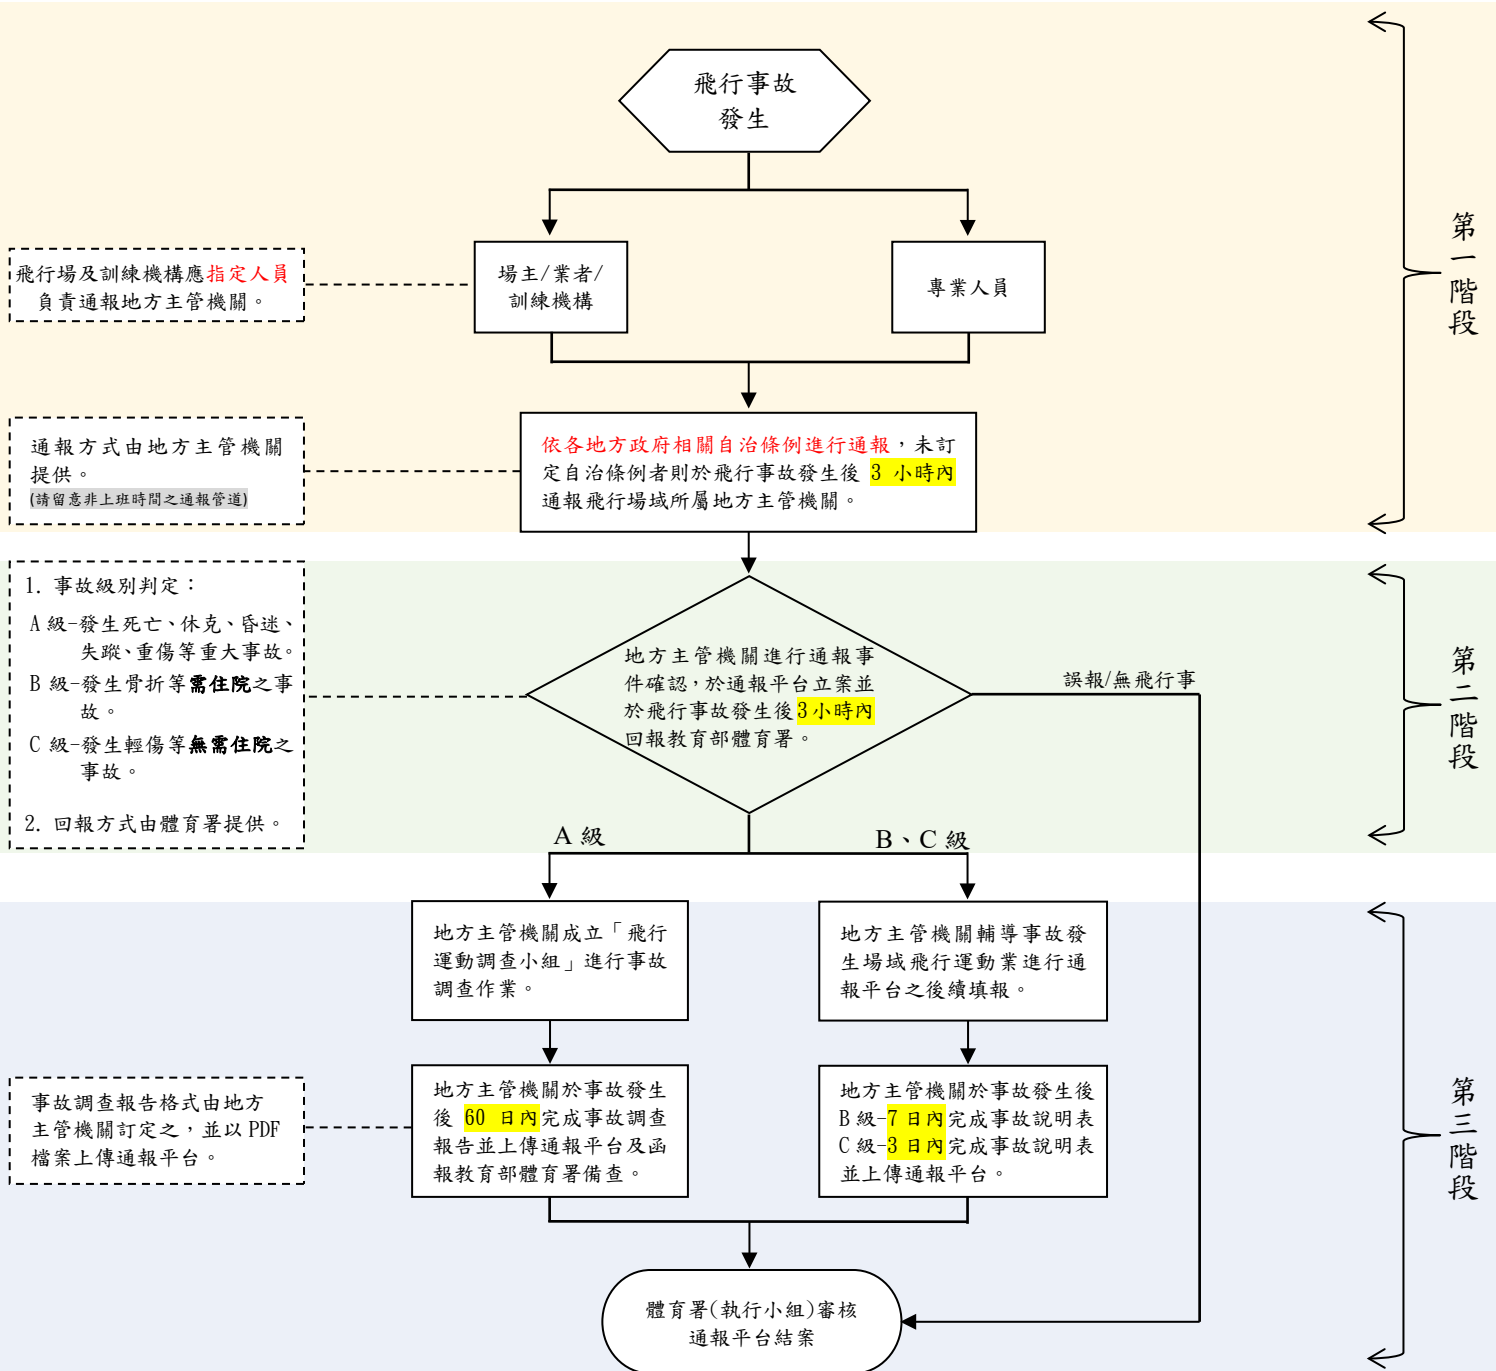 飛行事故
發生
第一階段
飛行場及訓練機構應指定人員
負責通報地方主管機關。
場主/業者/
訓練機構
專業人員
通報方式由地方主管機關
提供。
(請留意非上班時間之通報管道)
依各地方政府相關自治條例進行通報，未訂
定自治條例者則於飛行事故發生後 3 小時內
通報飛行場域所屬地方主管機關。
第二階段
1. 事故級別判定：
A 級-發生死亡、休克、昏迷、
失蹤、重傷等重大事故。
B 級-發生骨折等需住院之事
故。
C 級-發生輕傷等無需住院之
事故。
2. 回報方式由體育署提供。
地方主管機關進行通報事
件確認，於通報平台立案並
於飛行事故發生後 3 小時內
回報教育部體育署。
誤報/無飛行事
A 級
B、C 級
第三階段
地方主管機關成立「飛行
運動調查小組」進行事故
調查作業。
地方主管機關輔導事故發
生場域飛行運動業進行通
報平台之後續填報。
事故調查報告格式由地方
主管機關訂定之，並以 PDF
檔案上傳通報平台。
地方主管機關於事故發生
後 60 日內完成事故調查
報告並上傳通報平台及函
報教育部體育署備查。
地方主管機關於事故發生後
B 級-7 日內完成事故說明表
C 級-3 日內完成事故說明表
並上傳通報平台。
體育署(執行小組)審核
通報平台結案